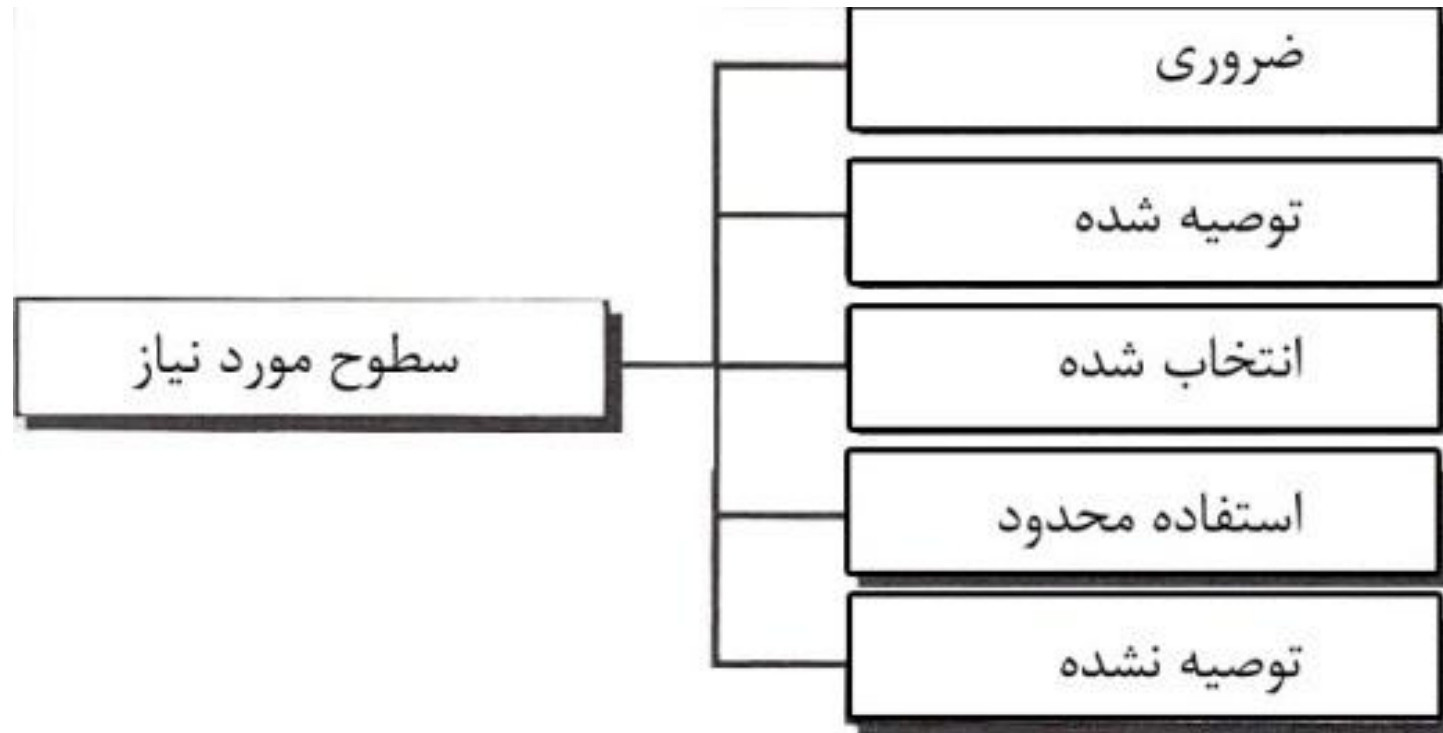 ضروری
توصیه شده
سطوح مورد نیاز
انتخاب شده
استفاده محدود
توصیه نشده